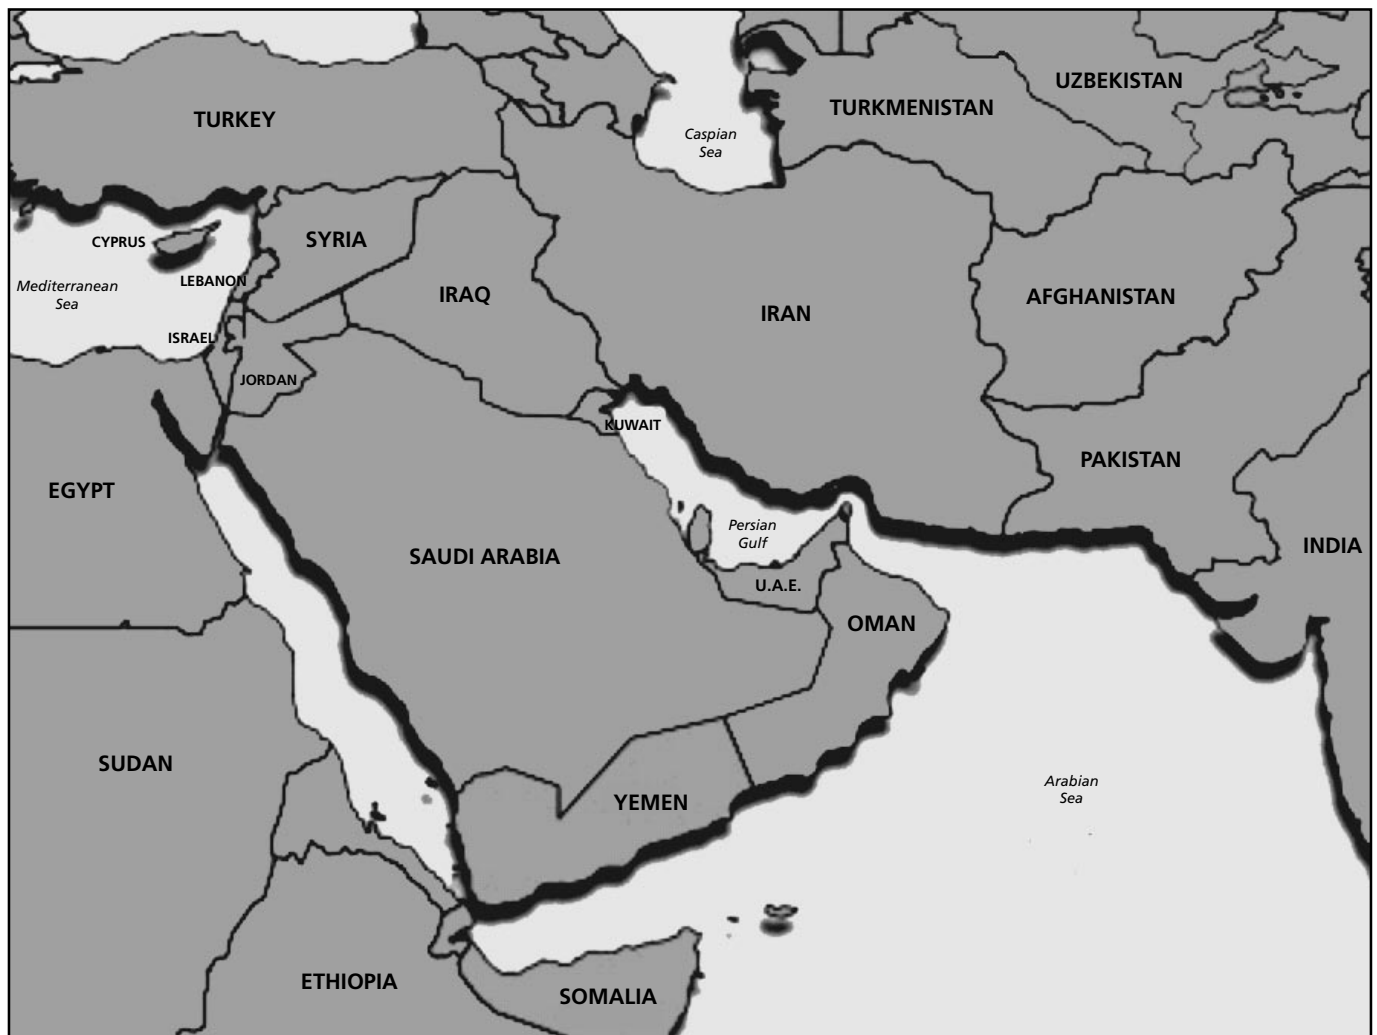 UZBEKISTAN
TURKMENISTAN
TURKEY
Caspian
Sea
SYRIA
CYPRUS
LEBANON
Mediterranean
Sea
IRAQ
AFGHANISTAN
IRAN
ISRAEL
JORDAN
KUWAIT
PAKISTAN
EGYPT
Persian
Gulf
INDIA
SAUDI ARABIA
U.A.E.
OMAN
SUDAN
Arabian
Sea
YEMEN
ETHIOPIA
SOMALIA